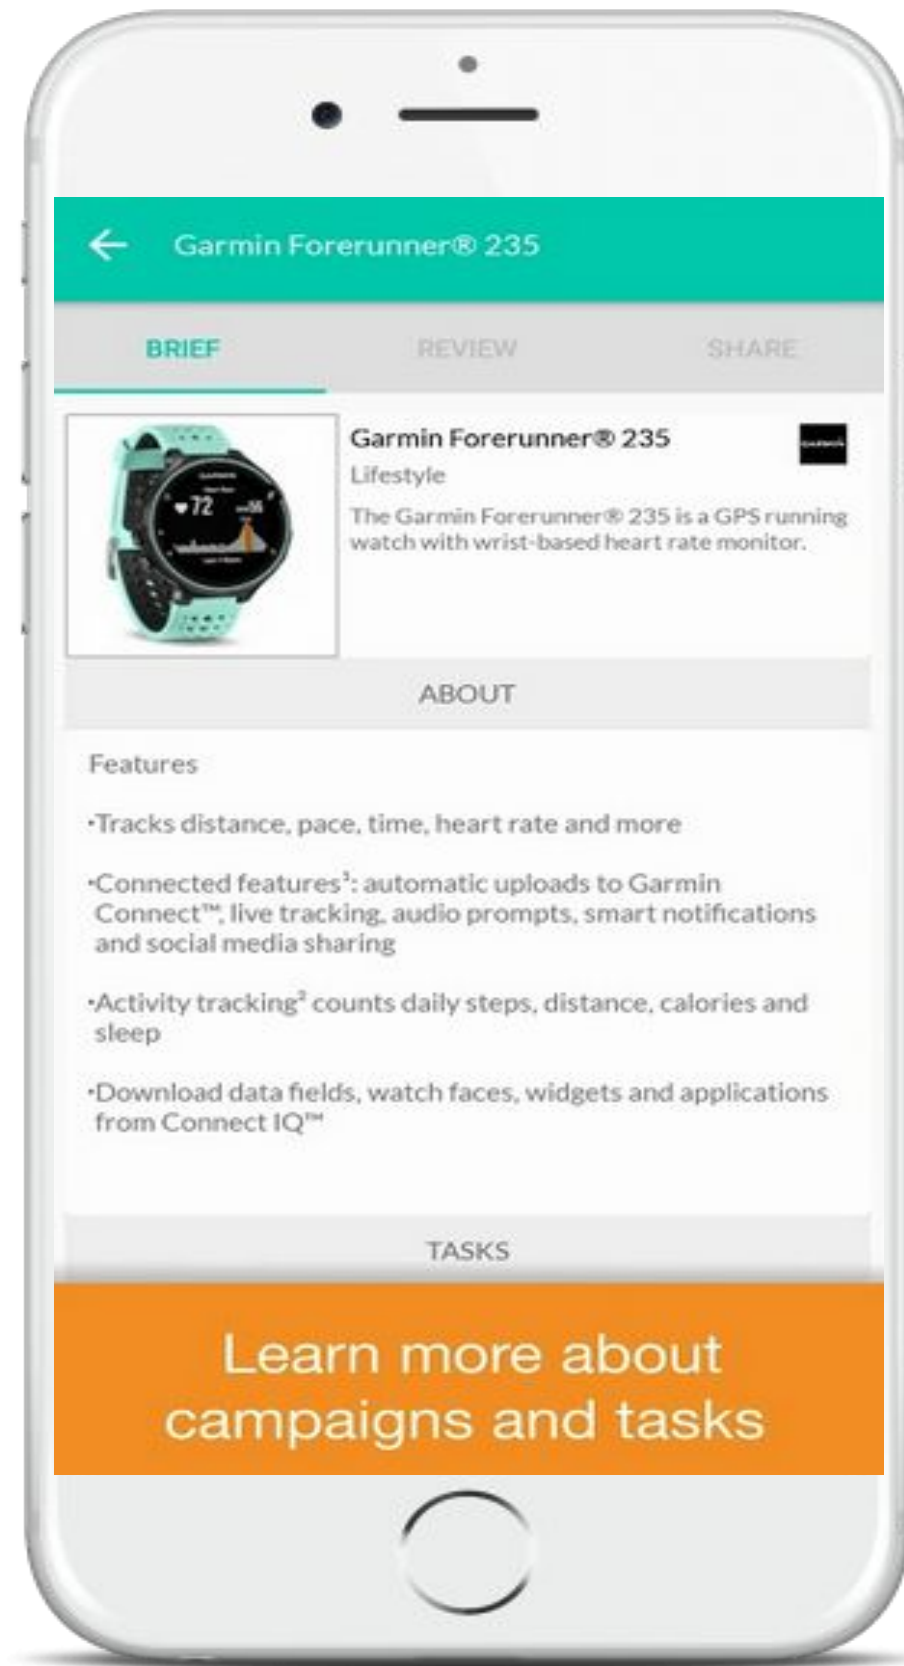 Garmin Forerunner® 235
BRIEF REVIEW SHARE
Garmin Forerunner® 235
Lifestyle
The Garmin Forerunner® 235 is a GPS running
watch with wrist-based heart rate monitor.
GARMIN
72
ABOUT
Features
•Tracks distance, pace, time, heart rate and more
•Connected features¹: automatic uploads to Garmin
Connect™, live tracking, audio prompts, smart notifications
and social media sharing
•Activity tracking² counts daily steps, distance, calories and
sleep
•Download data fields, watch faces, widgets and applications
from Connect IQ™
TASKS
Learn more about
campaigns and tasks